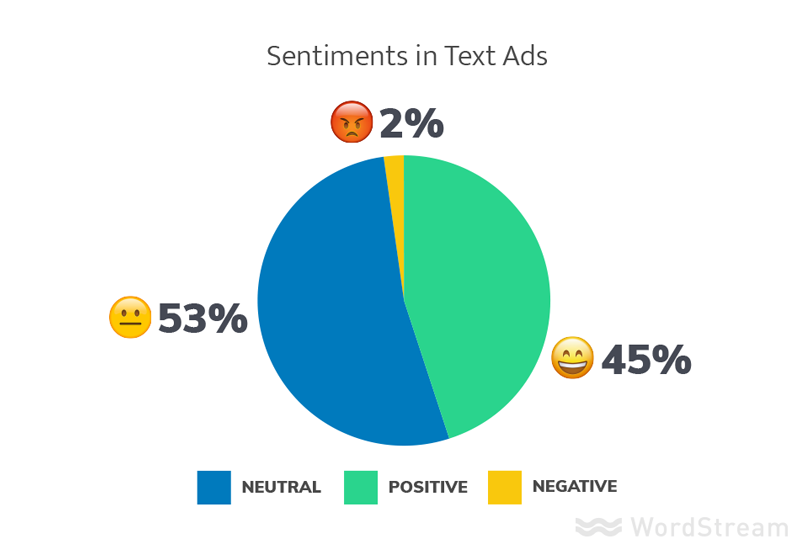 Sentiments in Text Ads
2%
53%
45%
NEUTRAL POSITIVE NEGATIVE
WordStream